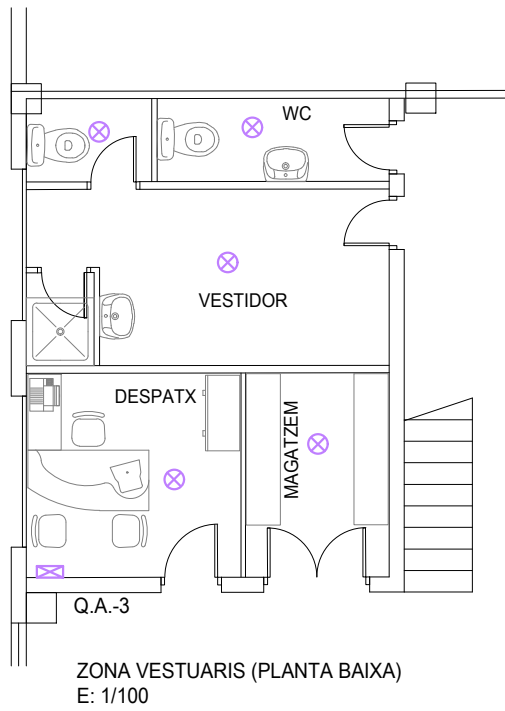 WC
VESTIDOR
DESPATX
MAGATZEM
Q.A.-3
ZONA VESTUARIS (PLANTA BAIXA)
E: 1/100